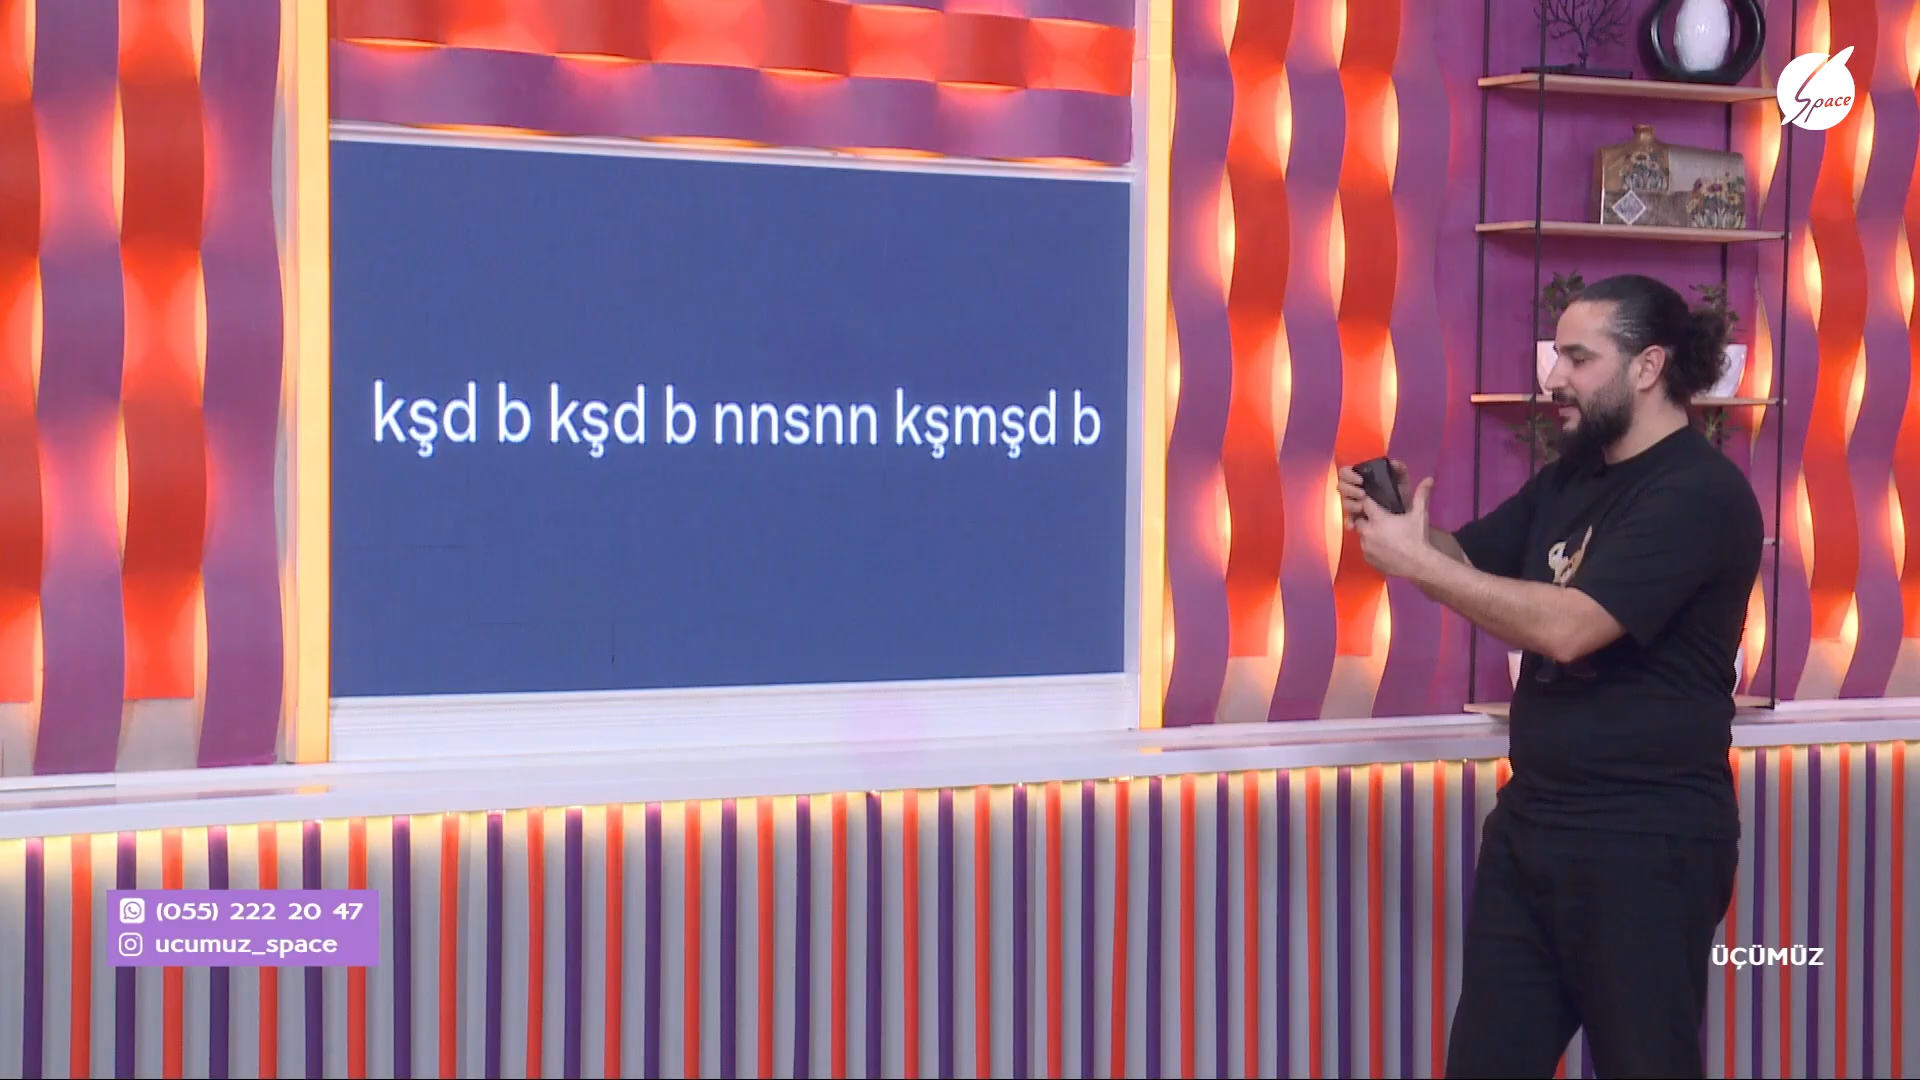 Space
kşd b kşd b nnsnn kşmşd b
(055) 222 20 47
ucumuz_space
ÜÇÜMÜZ